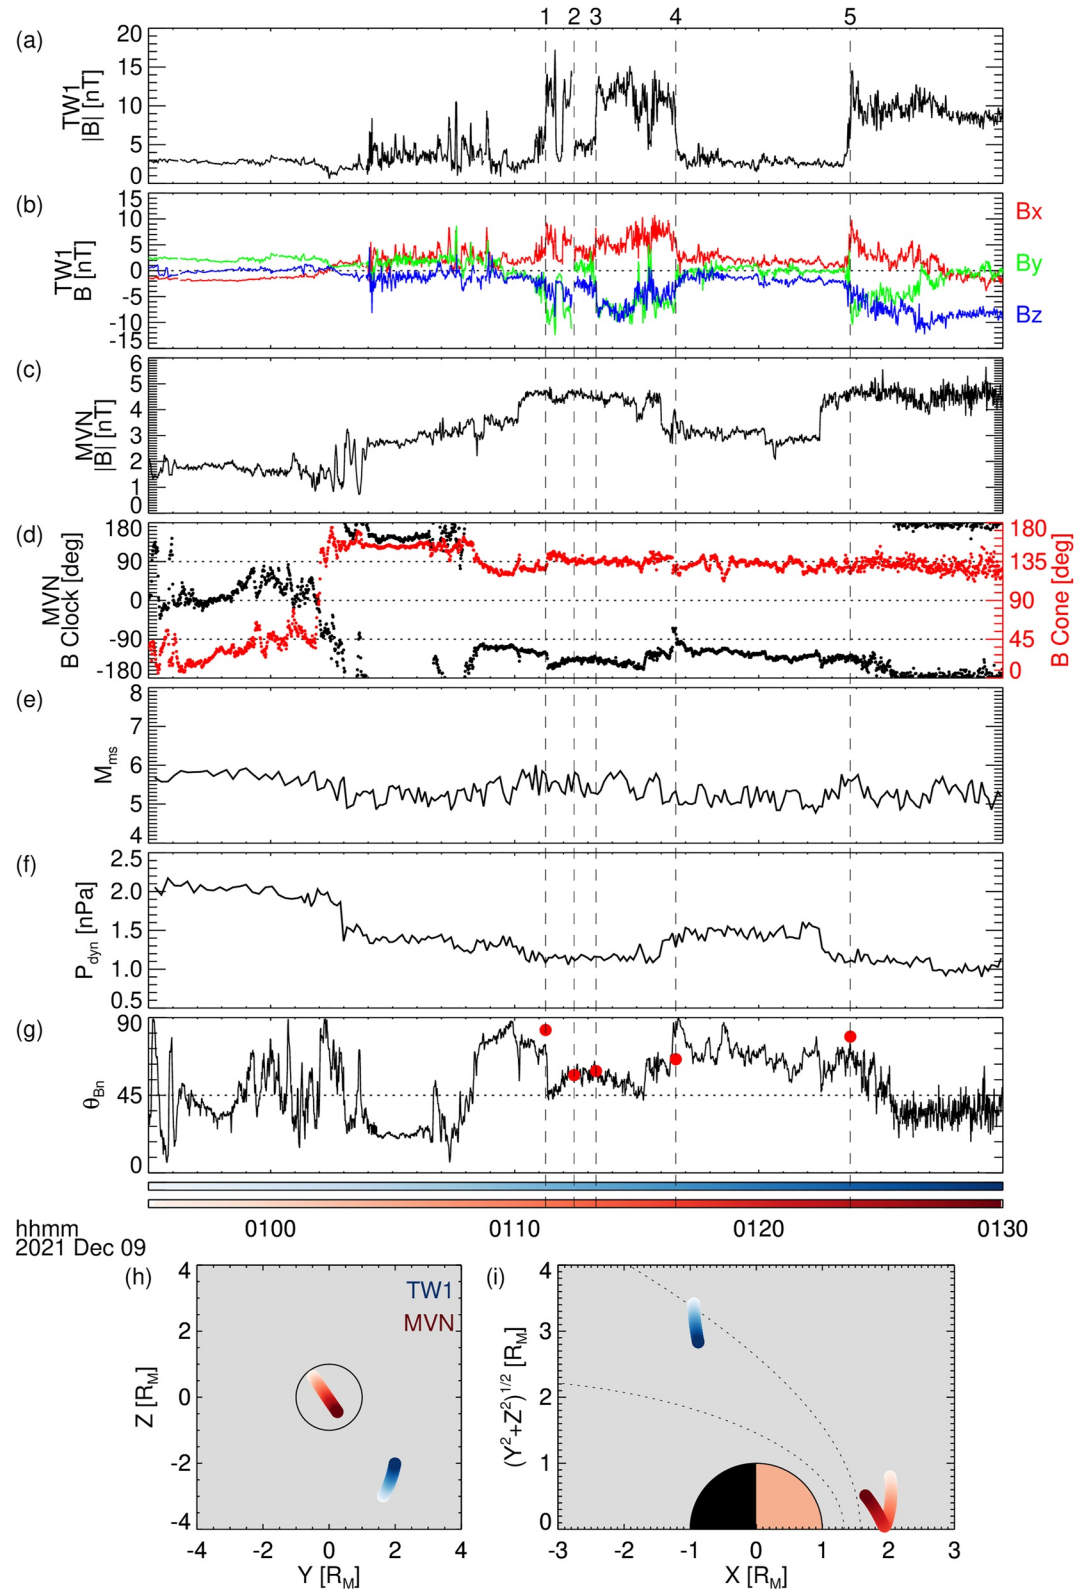 1 2 3 4 5
(a)
TW1
|B| [nT]
20
15
10
5
0
(b)
TW1
B [nT]
15
10
5
0
-5
-10
-15
Bx
By
Bz
(c)
MVN
|B| [nT]
6
5
4
3
2
1
0
(d)
MVN
B Clock [deg]
180
90
0
-90
-180
180
135
90
45
0
B Cone [deg]
(e)
Mms
8
7
6
5
4
(f)
Pdyn [nPa]
2.5
2.0
1.5
1.0
0.5
(g)
θBn
90
45
0
hhmm 0100 0111 0120 0130
2021 Dec 09
(h)
TW1
MVN
Z [RM]
4
2
0
-2
-4
-4 -2 0 2 4
Y [RM]
(i)
(Y2+Z2)1/2 [RM]
4
3
2
1
0
-3 -2 -1 0 1 2 3
X [RM]